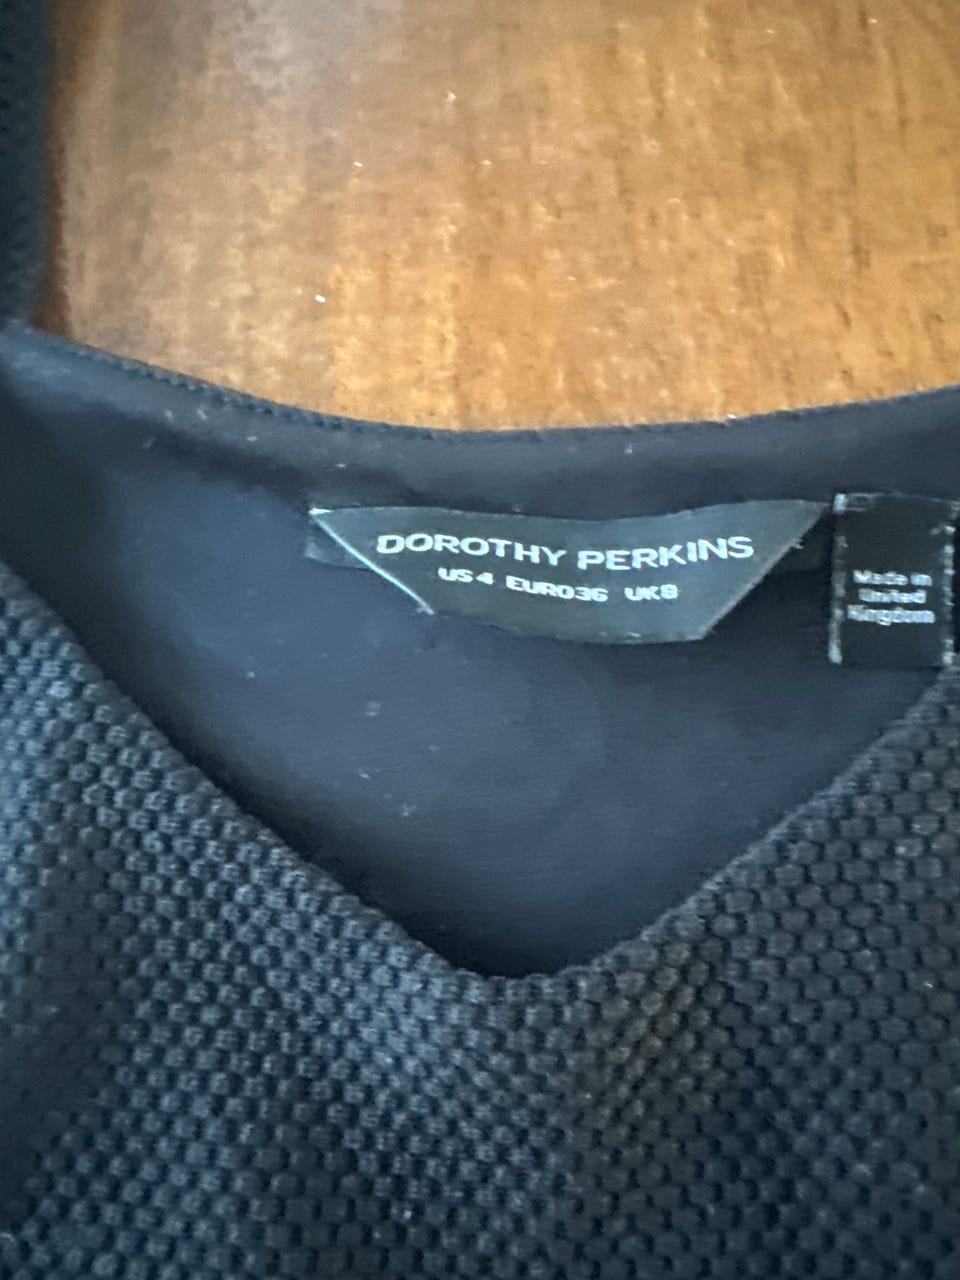 DOROTHY PERKINS
US 4 EURO36 UK8
Made in
United
Kingdom